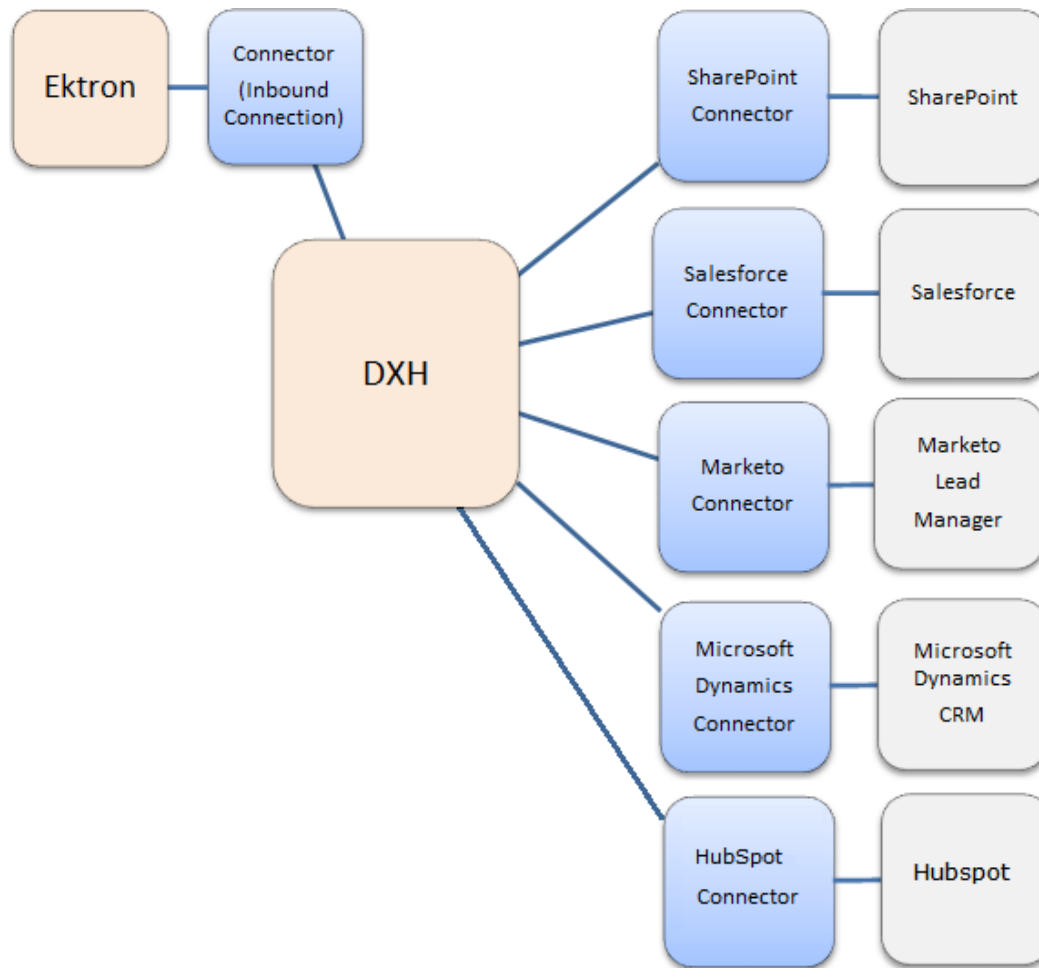 Ektron
Connector
(Inbound
Connection)
SharePoint
Connector
SharePoint
Salesforce
Connector
Salesforce
DXH
Marketo
Connector
Marketo
Lead
Manager
Microsoft
Dynamics
Connector
Microsoft
Dynamics
CRM
HubSpot
Connector
Hubspot